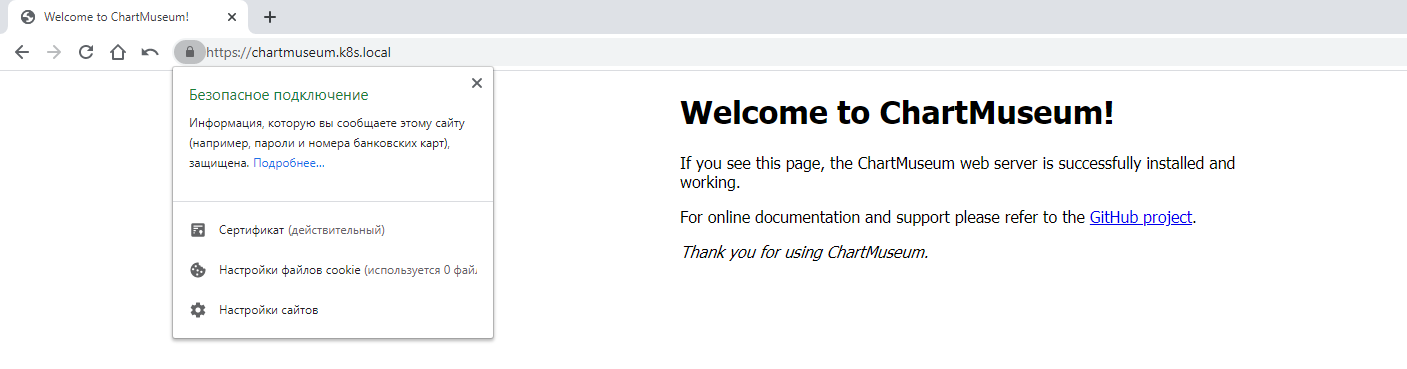 Welcome to ChartMuseum!
https://chartmuseum.k8s.local
Безопасное подключение
Информация, которую вы сообщаете этому сайту
(например, пароли и номера банковских карт),
защищена. Подробнее...
Сертификат (действительный)
Настройки файлов cookie (используется 0 фай
Настройки сайтов
Welcome to ChartMuseum!
If you see this page, the ChartMuseum web server is successfully installed and
working.
For online documentation and support please refer to the GitHub project.
Thank you for using ChartMuseum.